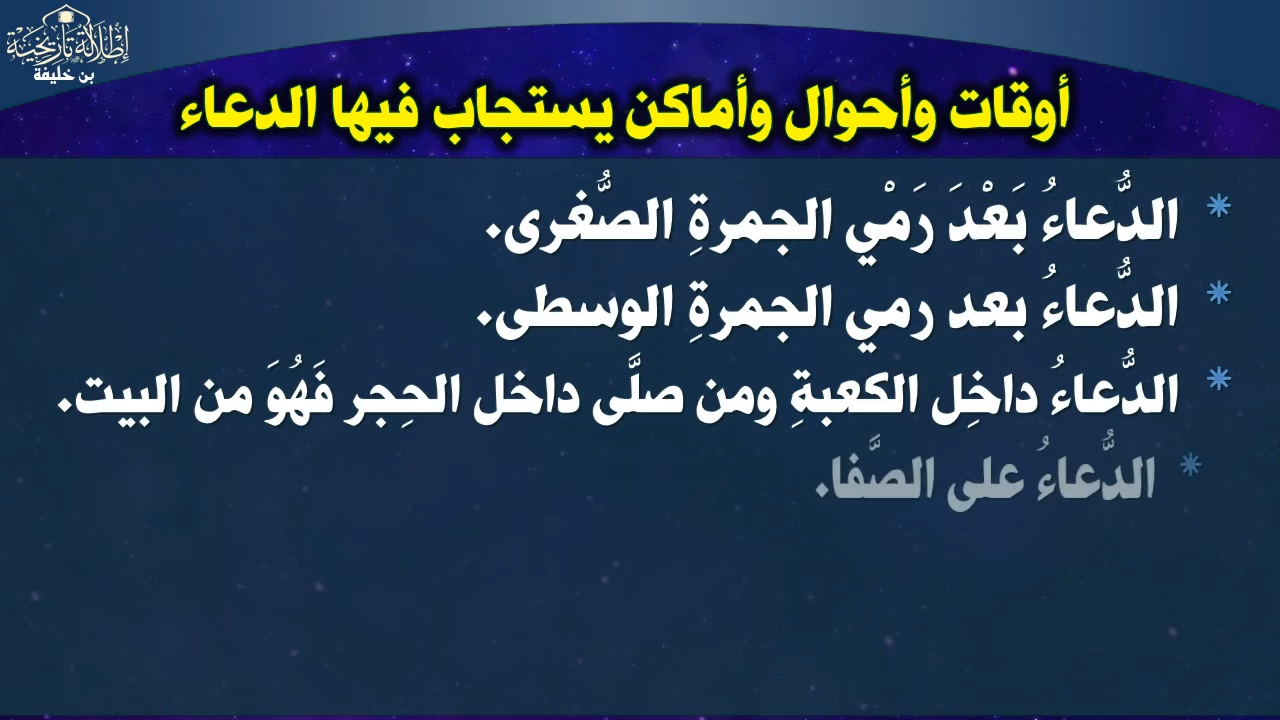 إطلالة تاريخية
بن خليفة
أوقات وأحوال وأماكن يستجاب فيها الدعاء
* الدُّعاءُ بَعْدَ رَمْي الجمرةِ الصُّغرى.
* الدُّعاءُ بعد رمي الجمرةِ الوسطى.
* الدُّعاءُ داخِل الكعبةِ ومن صلَّى داخل الحِجر فَهُوَ من البيت.
* الدُّعاءُ على الصَّفا.